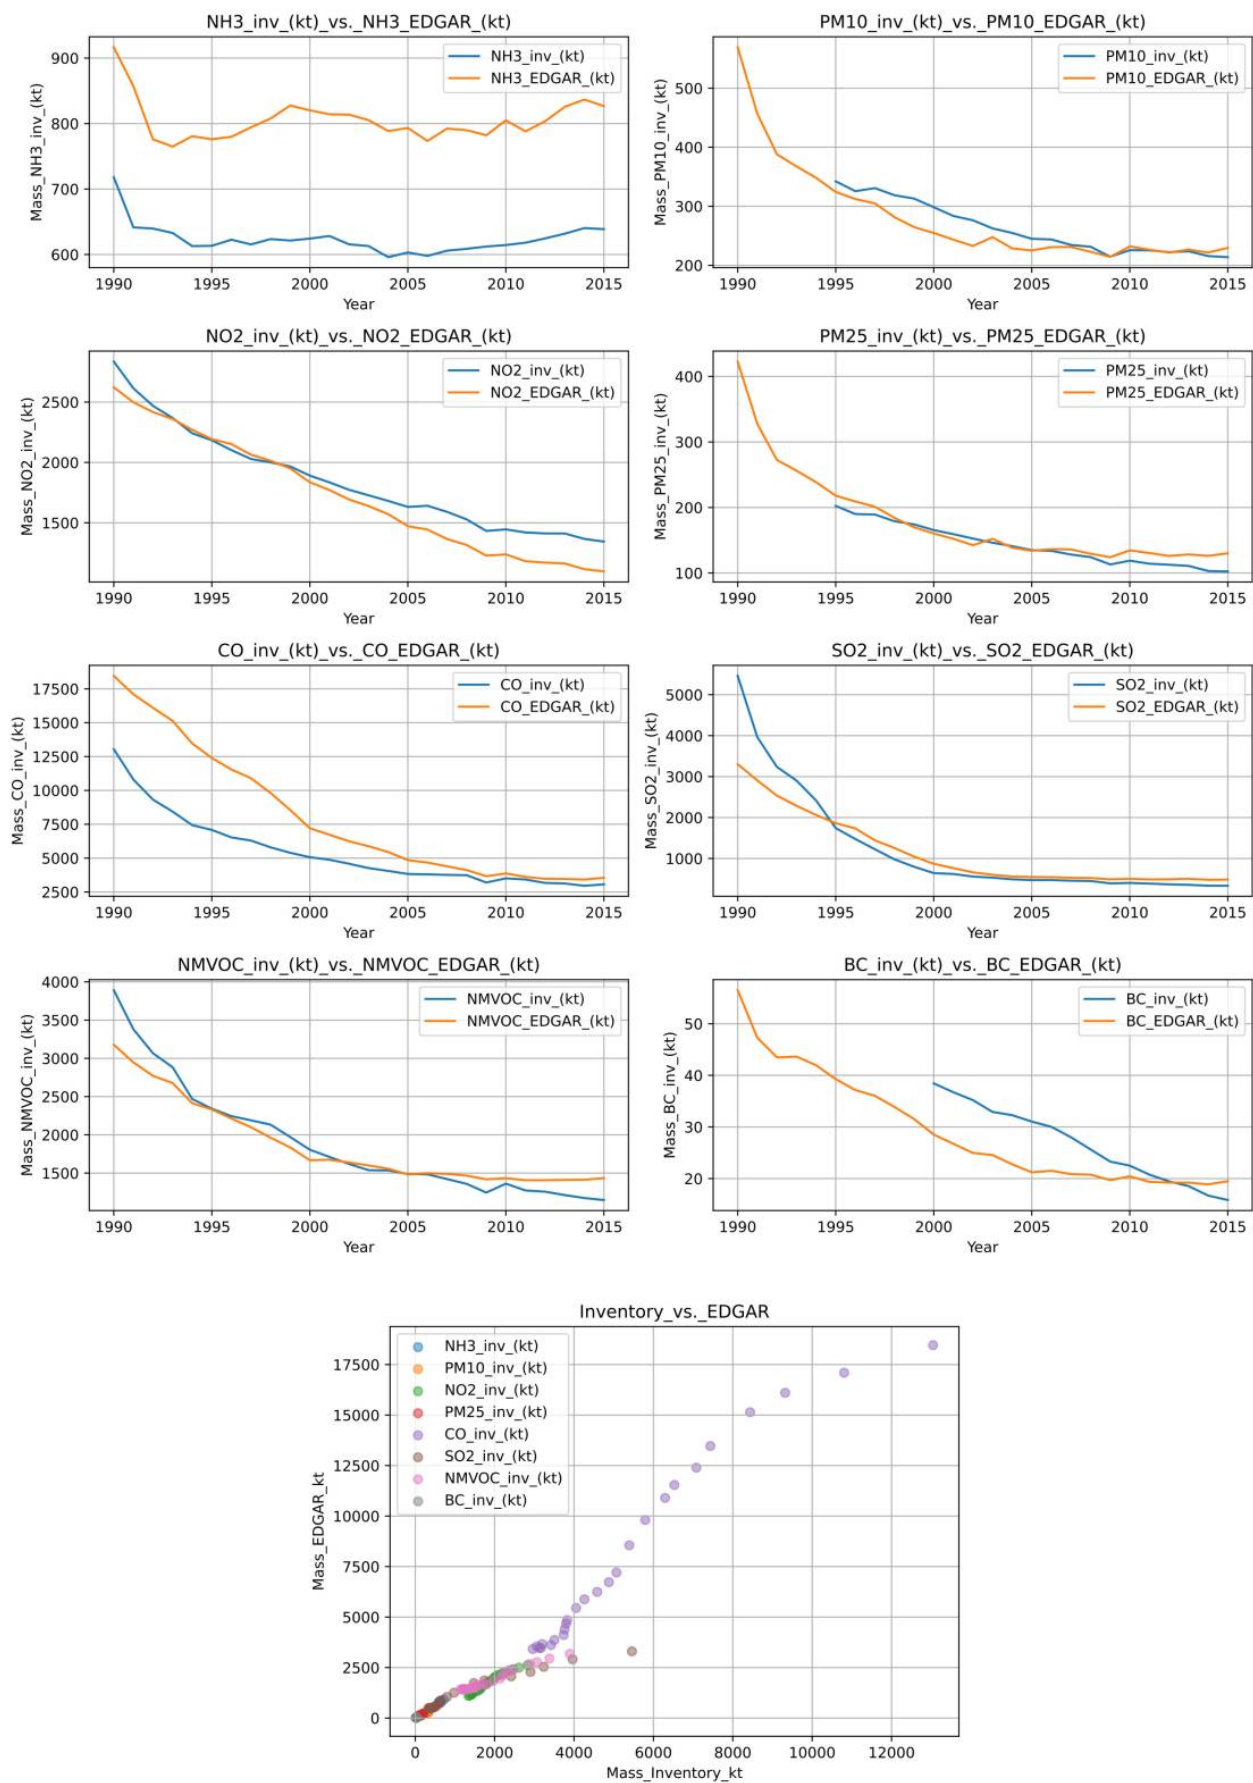 NH3_inv_(kt)_vs._NH3_EDGAR_(kt)
NH3_inv_(kt)
NH3_EDGAR_(kt)
Mass_NH3_inv_(kt)
900
800
700
600
1990 1995 2000 2005 2010 2015
Year
PM10_inv_(kt)_vs._PM10_EDGAR_(kt)
PM10_inv_(kt)
PM10_EDGAR_(kt)
Mass_PM10_inv_(kt)
500
400
300
200
1990 1995 2000 2005 2010 2015
Year
NO2_inv_(kt)_vs._NO2_EDGAR_(kt)
NO2_inv_(kt)
NO2_EDGAR_(kt)
Mass_NO2_inv_(kt)
2500
2000
1500
1990 1995 2000 2005 2010 2015
Year
PM25_inv_(kt)_vs._PM25_EDGAR_(kt)
PM25_inv_(kt)
PM25_EDGAR_(kt)
Mass_PM25_inv_(kt)
400
300
200
100
1990 1995 2000 2005 2010 2015
Year
CO_inv_(kt)_vs._CO_EDGAR_(kt)
CO_inv_(kt)
CO_EDGAR_(kt)
Mass_CO_inv_(kt)
17500
15000
12500
10000
7500
5000
2500
1990 1995 2000 2005 2010 2015
Year
SO2_inv_(kt)_vs._SO2_EDGAR_(kt)
SO2_inv_(kt)
SO2_EDGAR_(kt)
Mass_SO2_inv_(kt)
5000
4000
3000
2000
1000
1990 1995 2000 2005 2010 2015
Year
NMVOC_inv_(kt)_vs._NMVOC_EDGAR_(kt)
NMVOC_inv_(kt)
NMVOC_EDGAR_(kt)
Mass_NMVOC_inv_(kt)
4000
3500
3000
2500
2000
1500
1990 1995 2000 2005 2010 2015
Year
BC_inv_(kt)_vs._BC_EDGAR_(kt)
BC_inv_(kt)
BC_EDGAR_(kt)
Mass_BC_inv_(kt)
50
40
30
20
1990 1995 2000 2005 2010 2015
Year
Inventory_vs._EDGAR
NH3_inv_(kt)
PM10_inv_(kt)
NO2_inv_(kt)
PM25_inv_(kt)
CO_inv_(kt)
SO2_inv_(kt)
NMVOC_inv_(kt)
BC_inv_(kt)
Mass_EDGAR_kt
17500
15000
12500
10000
7500
5000
2500
0
0 2000 4000 6000 8000 10000 12000
Mass_Inventory_kt